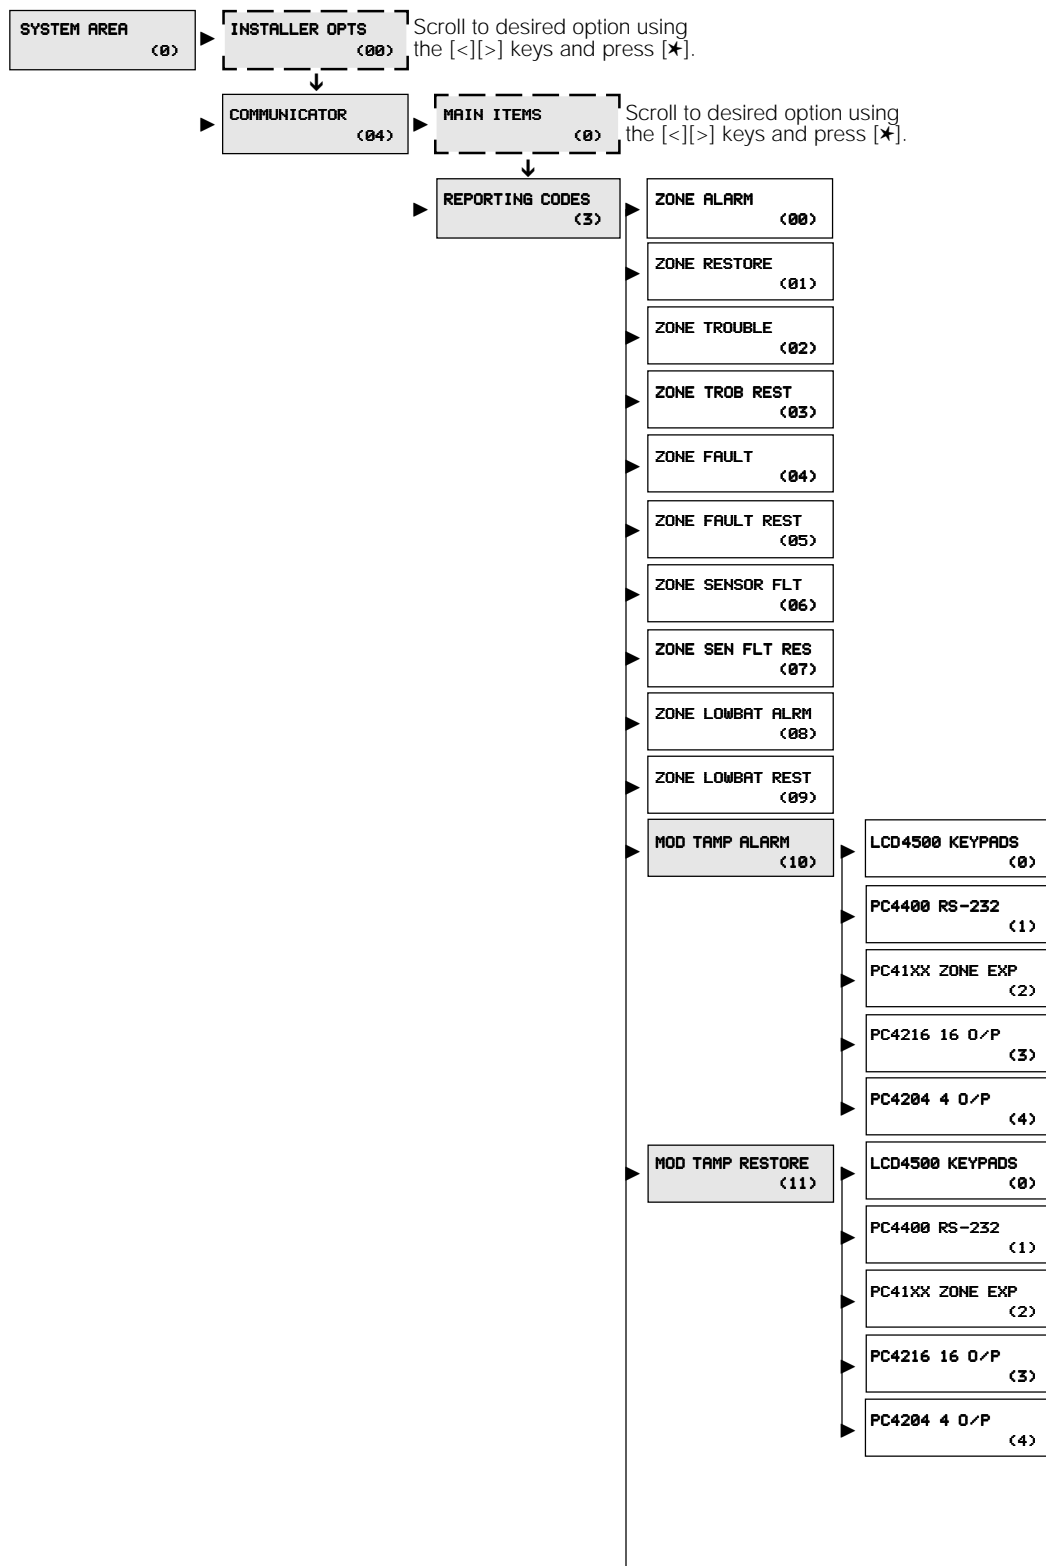 SYSTEM AREA
(0)
INSTALLER OPTS
(00)
Scroll to desired option using
the [<][>] keys and press [✶].
COMMUNICATOR
(04)
MAIN ITEMS
(0)
Scroll to desired option using
the [<][>] keys and press [✶].
REPORTING CODES
(3)
ZONE ALARM
(00)
ZONE RESTORE
(01)
ZONE TROUBLE
(02)
ZONE TROB REST
(03)
ZONE FAULT
(04)
ZONE FAULT REST
(05)
ZONE SENSOR FLT
(06)
ZONE SEN FLT RES
(07)
ZONE LOWBAT ALRM
(08)
ZONE LOWBAT REST
(09)
MOD TAMP ALARM
(10)
LCD4500 KEYPADS
(0)
PC4400 RS-232
(1)
PC41XX ZONE EXP
(2)
PC4216 16 O/P
(3)
PC4204 4 O/P
(4)
MOD TAMP RESTORE
(11)
LCD4500 KEYPADS
(0)
PC4400 RS-232
(1)
PC41XX ZONE EXP
(2)
PC4216 16 O/P
(3)
PC4204 4 O/P
(4)